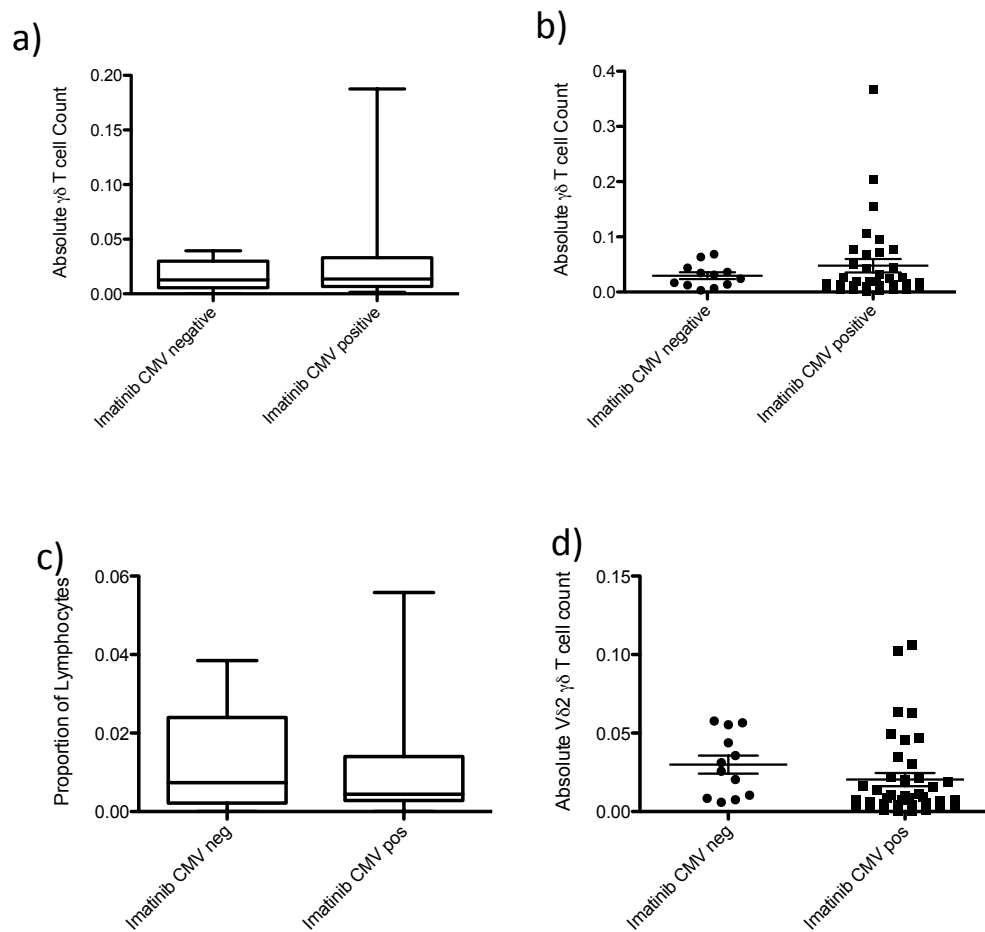 a)
Absolute γδ T cell Count
0.20
0.15
0.10
0.05
0.00
Imatinib CMV negative
Imatinib CMV positive
b)
Absolute γδ T cell Count
0.4
0.3
0.2
0.1
0.0
Imatinib CMV negative
Imatinib CMV positive
c)
Proportion of Lymphocytes
0.06
0.04
0.02
0.00
Imatinib CMV neg
Imatinib CMV pos
d)
Absolute Vδ2 γδ T cell count
0.15
0.10
0.05
0.00
Imatinib CMV neg
Imatinib CMV pos